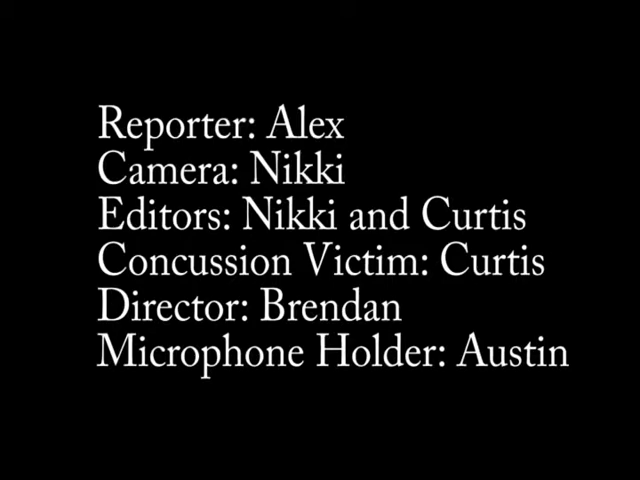 Reporter: Alex
Camera: Nikki
Editors: Nikki and Curtis
Concussion Victim: Curtis
Director: Brendan
Microphone Holder: Austin